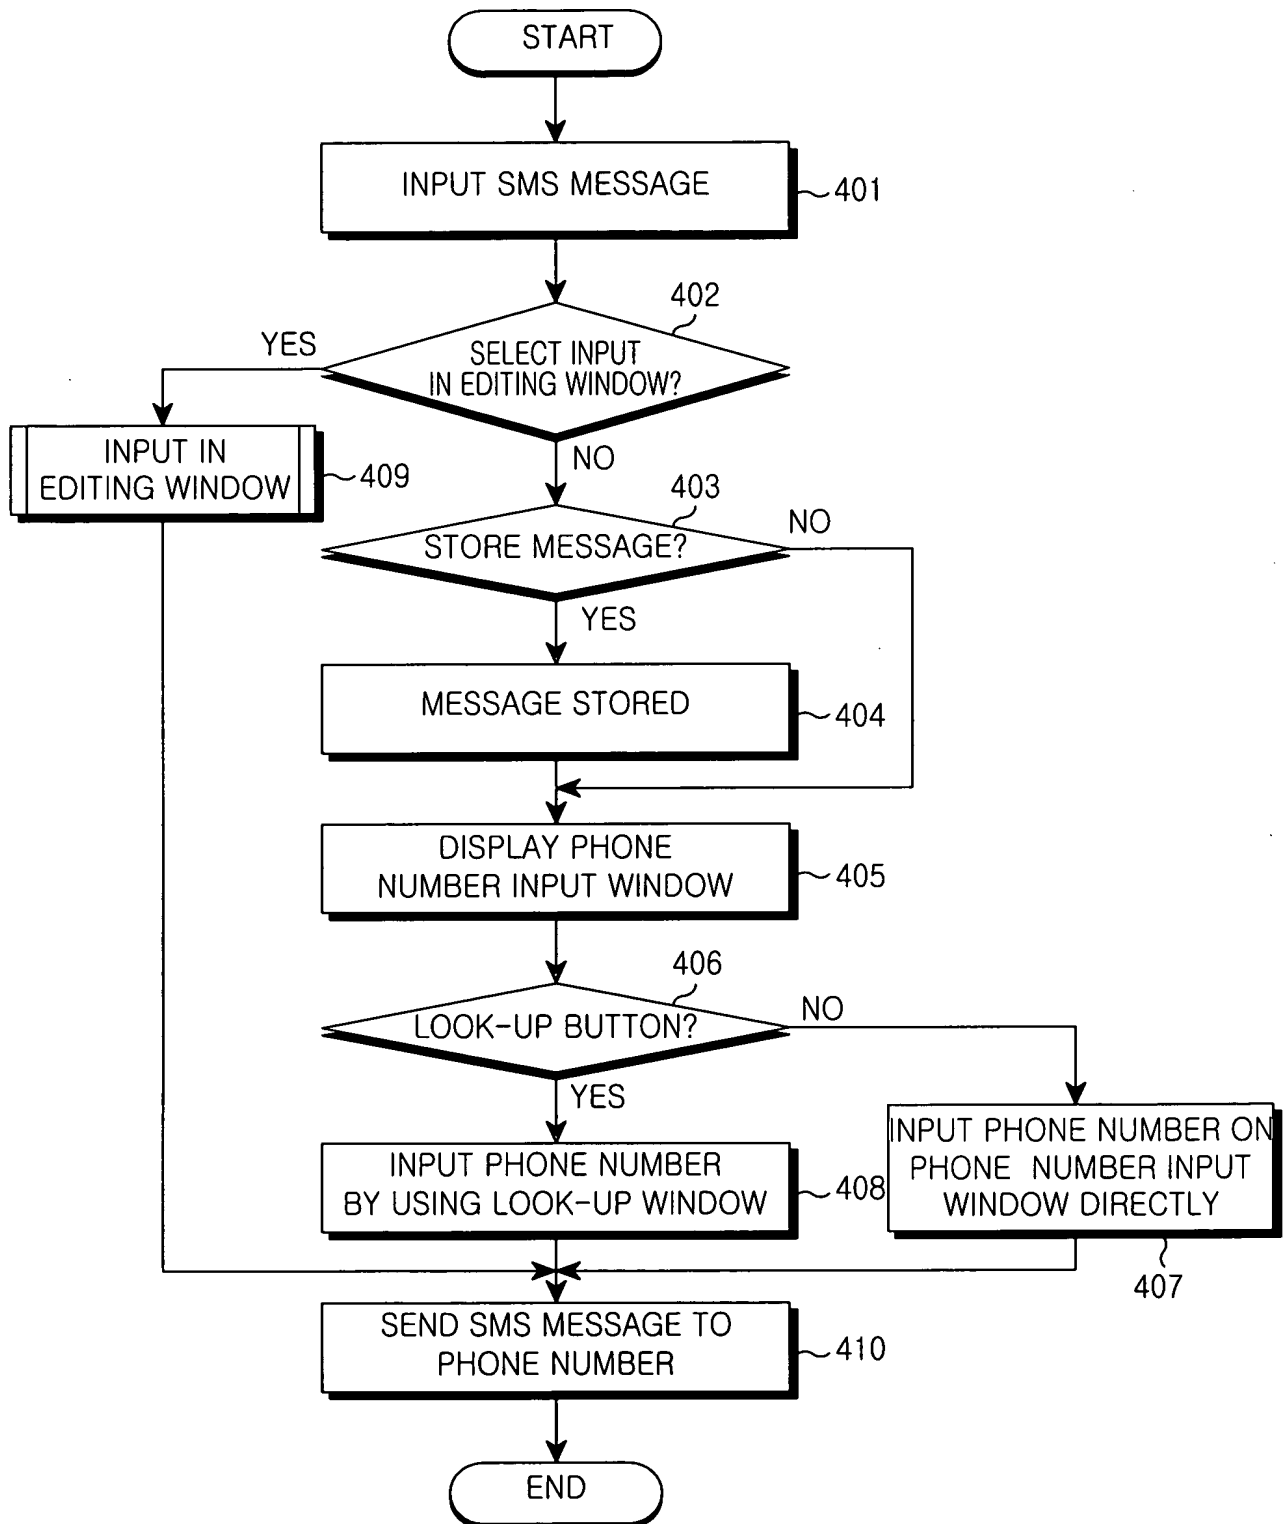 START
INPUT SMS MESSAGE
401
402
YES
SELECT INPUT
IN EDITING WINDOW?
INPUT IN
EDITING WINDOW
409
NO
403
NO
STORE MESSAGE?
YES
MESSAGE STORED
404
DISPLAY PHONE
NUMBER INPUT WINDOW
405
406
NO
LOOK-UP BUTTON?
YES
INPUT PHONE NUMBER
BY USING LOOK-UP WINDOW
408
INPUT PHONE NUMBER ON
PHONE NUMBER INPUT
WINDOW DIRECTLY
407
SEND SMS MESSAGE TO
PHONE NUMBER
410
END